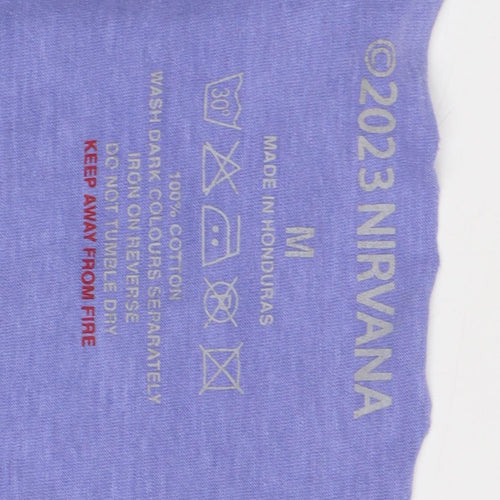 ©2023 NIRVANA
M
MADE IN HONDURAS
30°
100% COTTON
WASH DARK COLOURS SEPARATELY
IRON ON REVERSE
DO NOT TUMBLE DRY
KEEP AWAY FROM FIRE